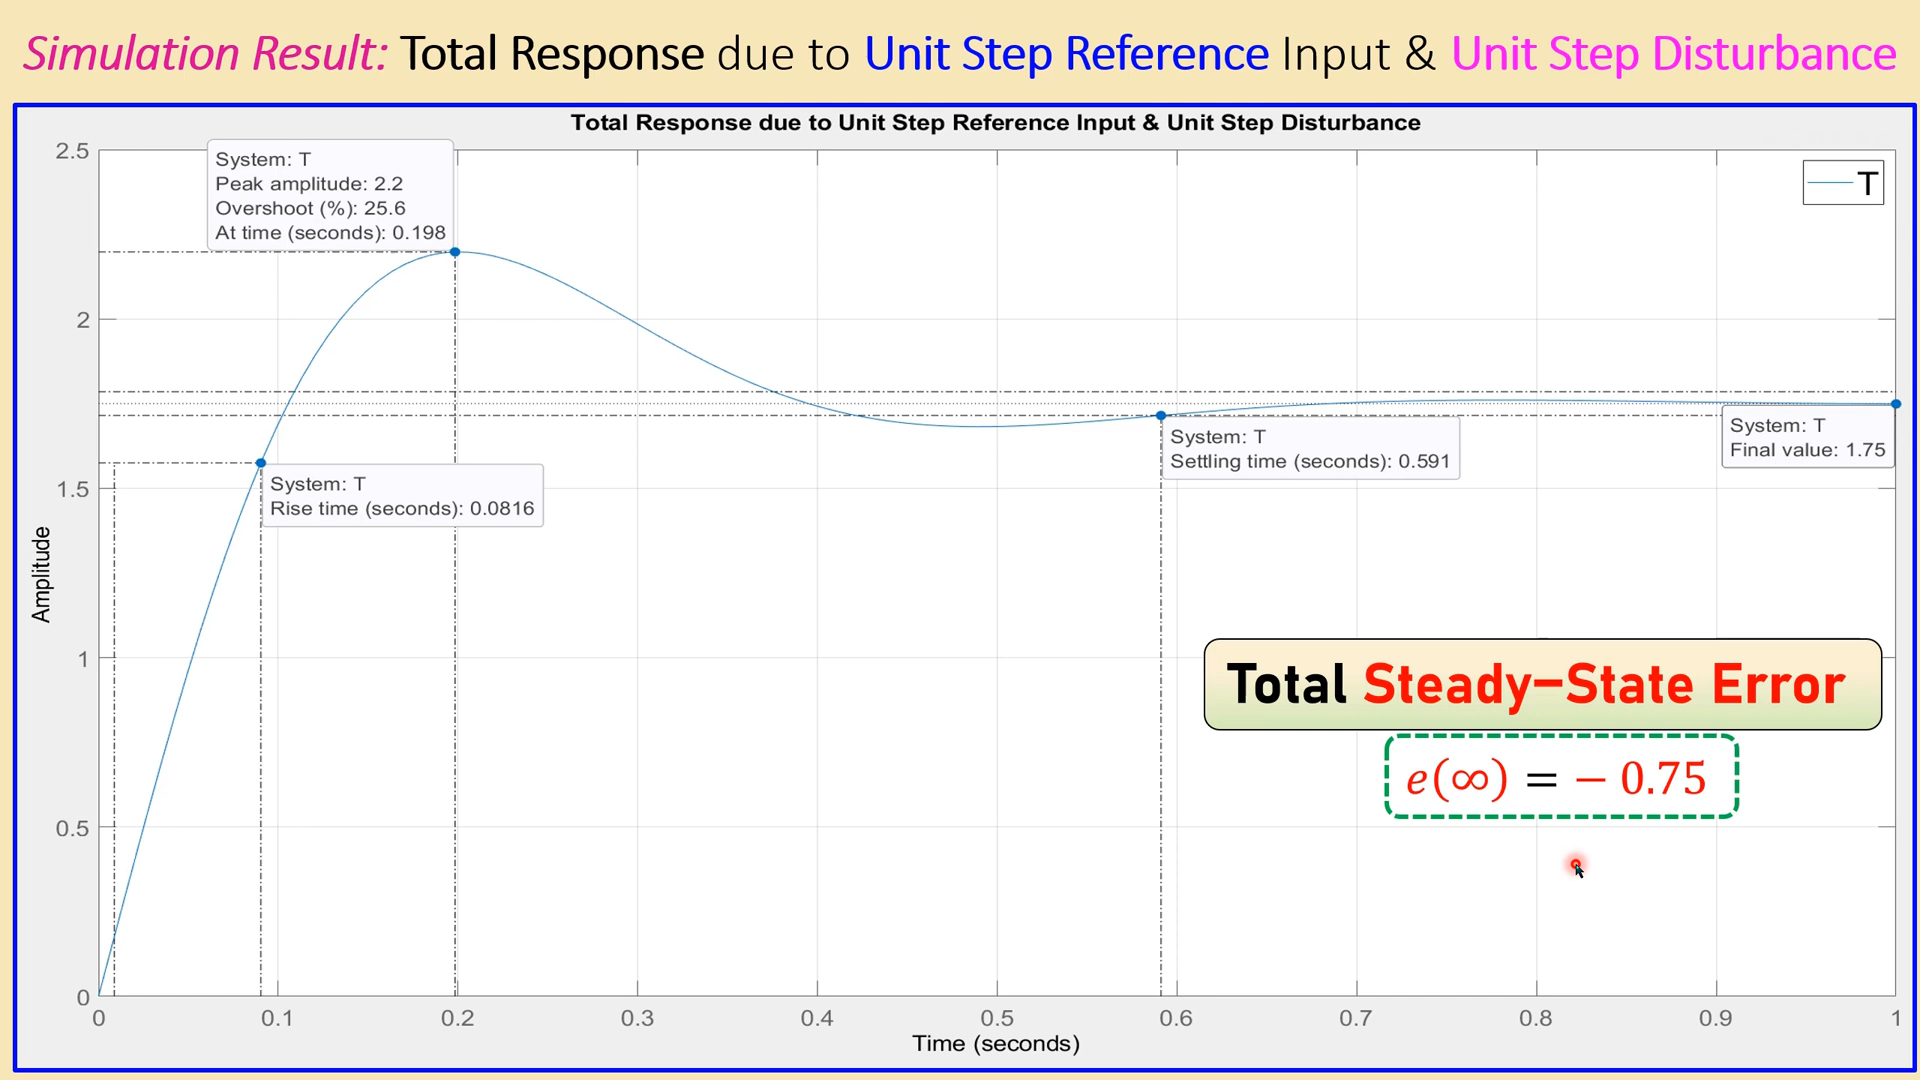 Simulation Result: Total Response due to Unit Step Reference Input & Unit Step Disturbance
Total Response due to Unit Step Reference Input & Unit Step Disturbance
2.5
2
1.5
1
0.5
0
Amplitude
System: T
Peak amplitude: 2.2
Overshoot (%): 25.6
At time (seconds): 0.198
T
System: T
Rise time (seconds): 0.0816
System: T
Settling time (seconds): 0.591
System: T
Final value: 1.75
Total Steady–State Error
e(∞) = − 0.75
0 0.1 0.2 0.3 0.4 0.5 0.6 0.7 0.8 0.9 1
Time (seconds)